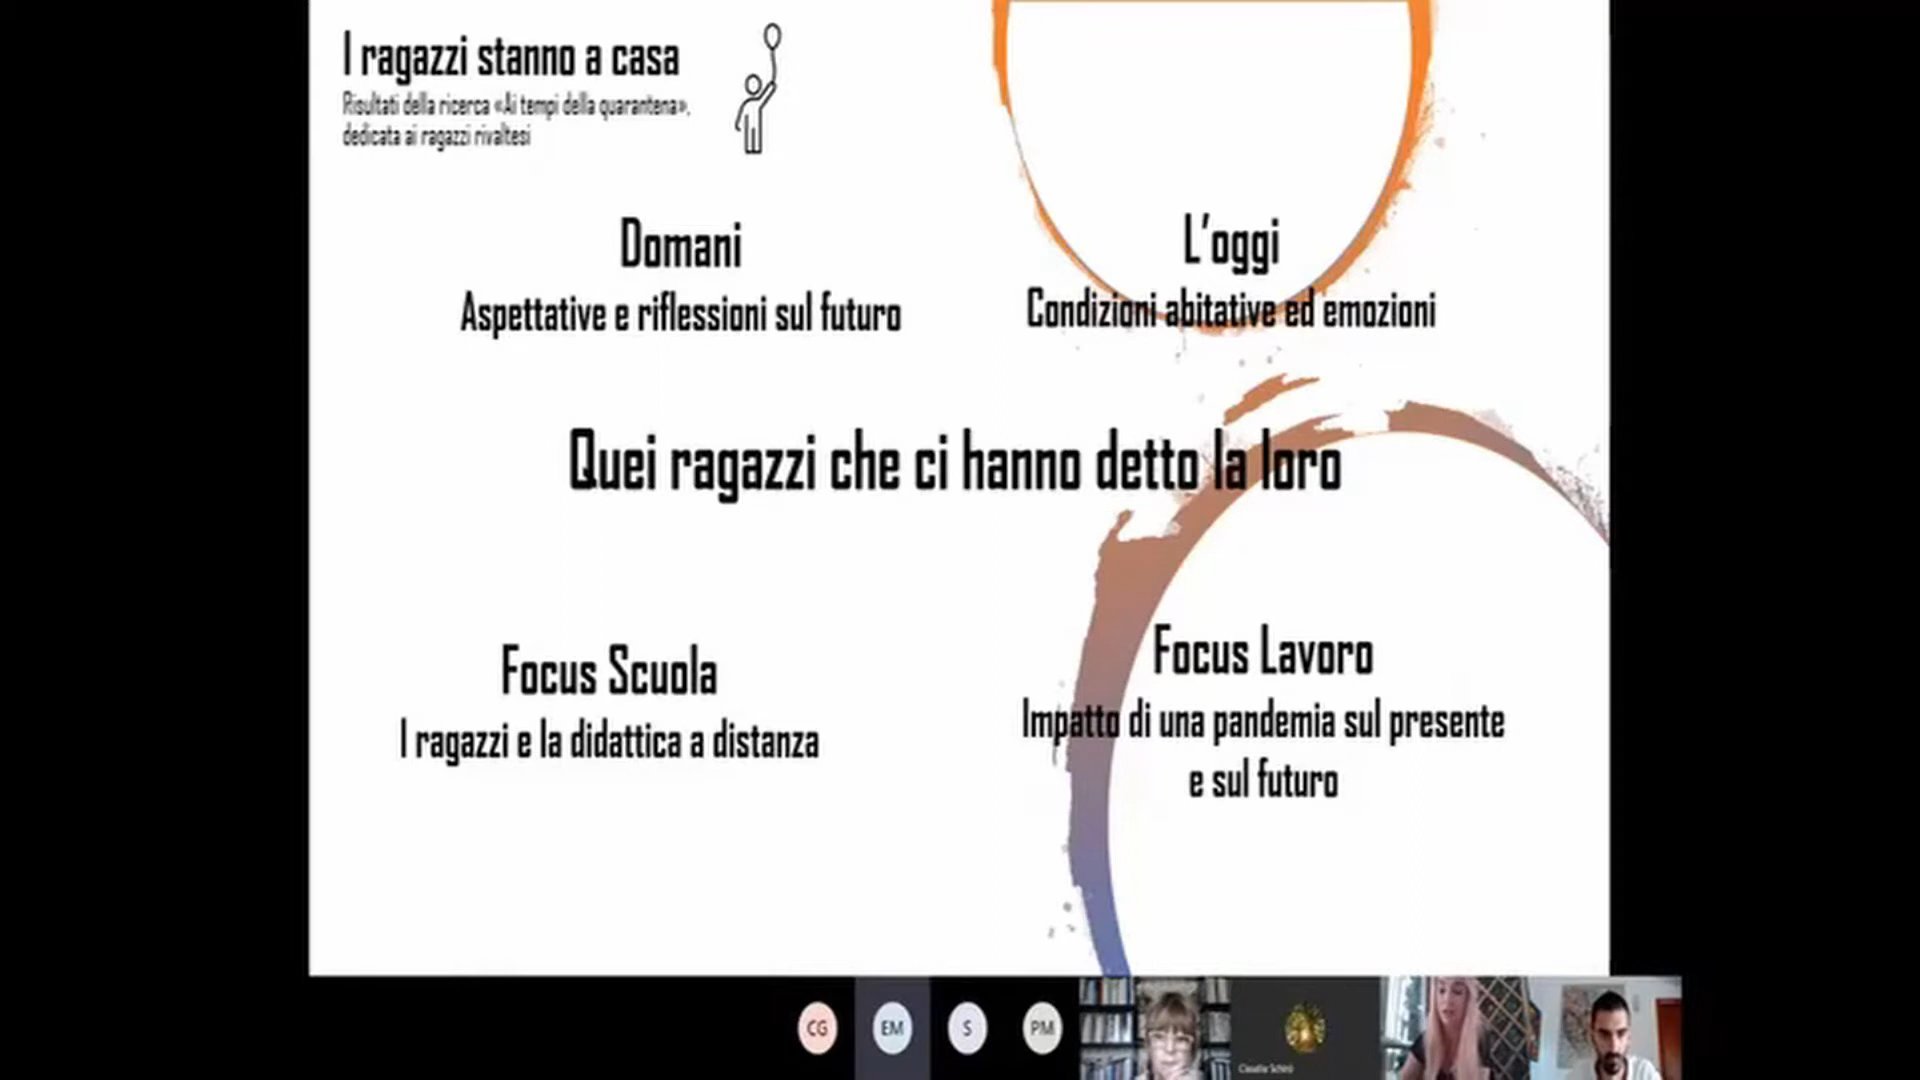 I ragazzi stanno a casa
Risultati della ricerca «Ai tempi della quarantena»,
dedicata ai ragazzi rivaltesi
Domani
Aspettative e riflessioni sul futuro
L'oggi
Condizioni abitative ed emozioni
Quei ragazzi che ci hanno detto la loro
Focus Scuola
I ragazzi e la didattica a distanza
Focus Lavoro
Impatto di una pandemia sul presente
e sul futuro
CG
EM
S
PM